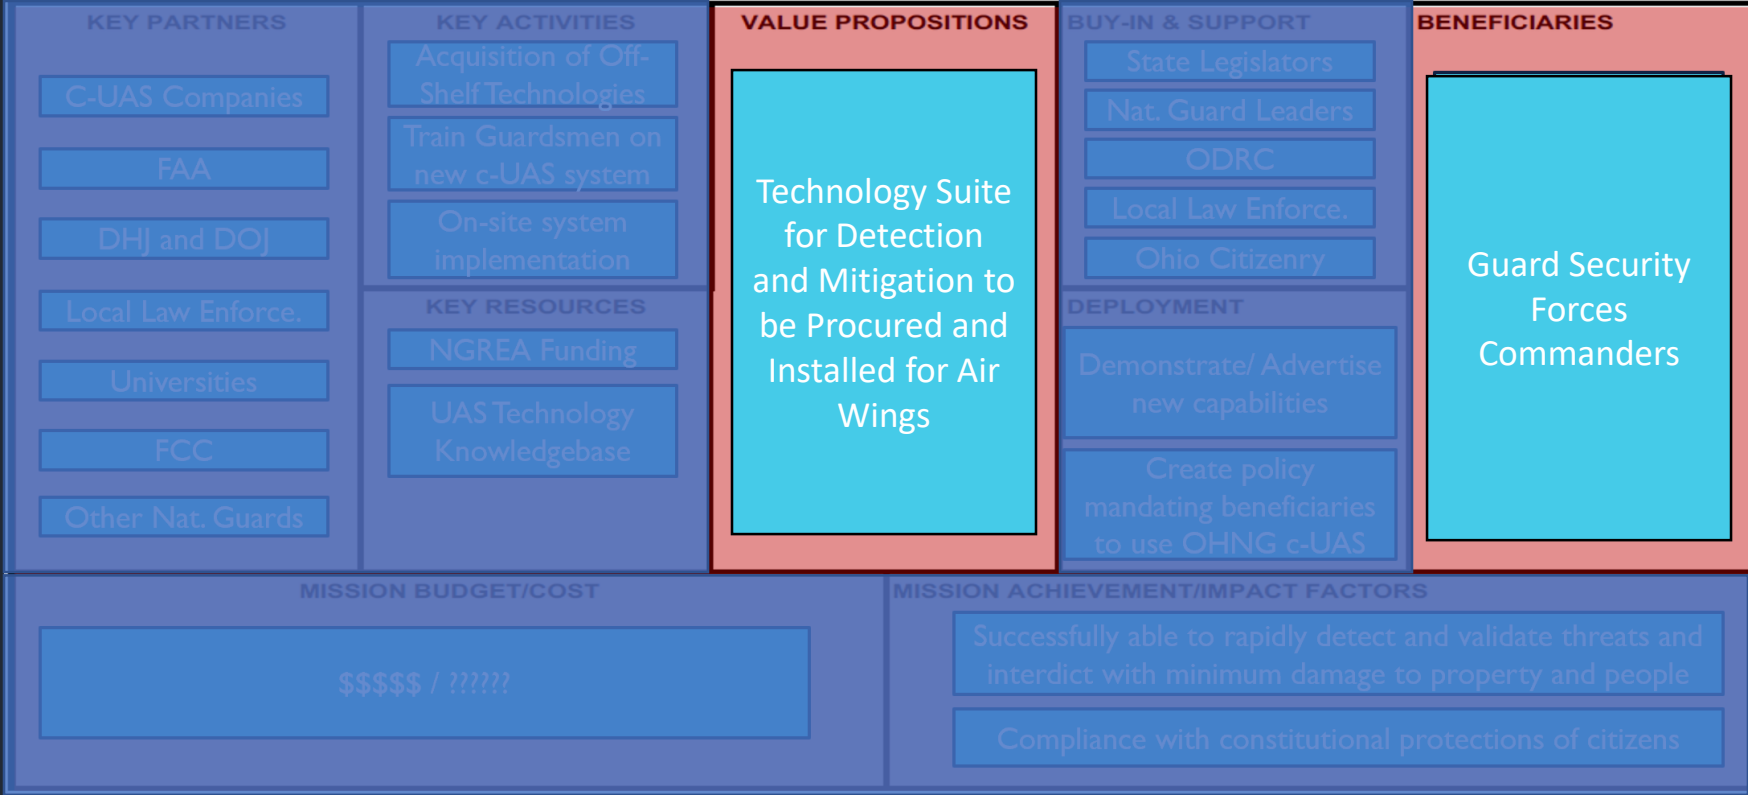 KEY PARTNERS
C-UAS Companies
FAA
DHJ and DOJ
Local Law Enforce.
Universities
FCC
Other Nat. Guards
KEY ACTIVITIES
Acquisition of Off-
Shelf Technologies
Train Guardsmen on
new c-UAS system
On-site system
implementation
KEY RESOURCES
NGREA Funding
UAS Technology
Knowledgebase
VALUE PROPOSITIONS
Technology Suite
for Detection
and Mitigation to
be Procured and
Installed for Air
Wings
BUY-IN & SUPPORT
State Legislators
Nat. Guard Leaders
ODRC
Local Law Enforce.
Ohio Citizenry
DEPLOYMENT
Demonstrate/ Advertise
new capabilities
Create policy
mandating beneficiaries
to use OHNG c-UAS
BENEFICIARIES
Guard Security
Forces
Commanders
MISSION BUDGET/COST
$$$$$ / ??????
MISSION ACHIEVEMENT/IMPACT FACTORS
Successfully able to rapidly detect and validate threats and
interdict with minimum damage to property and people
Compliance with constitutional protections of citizens